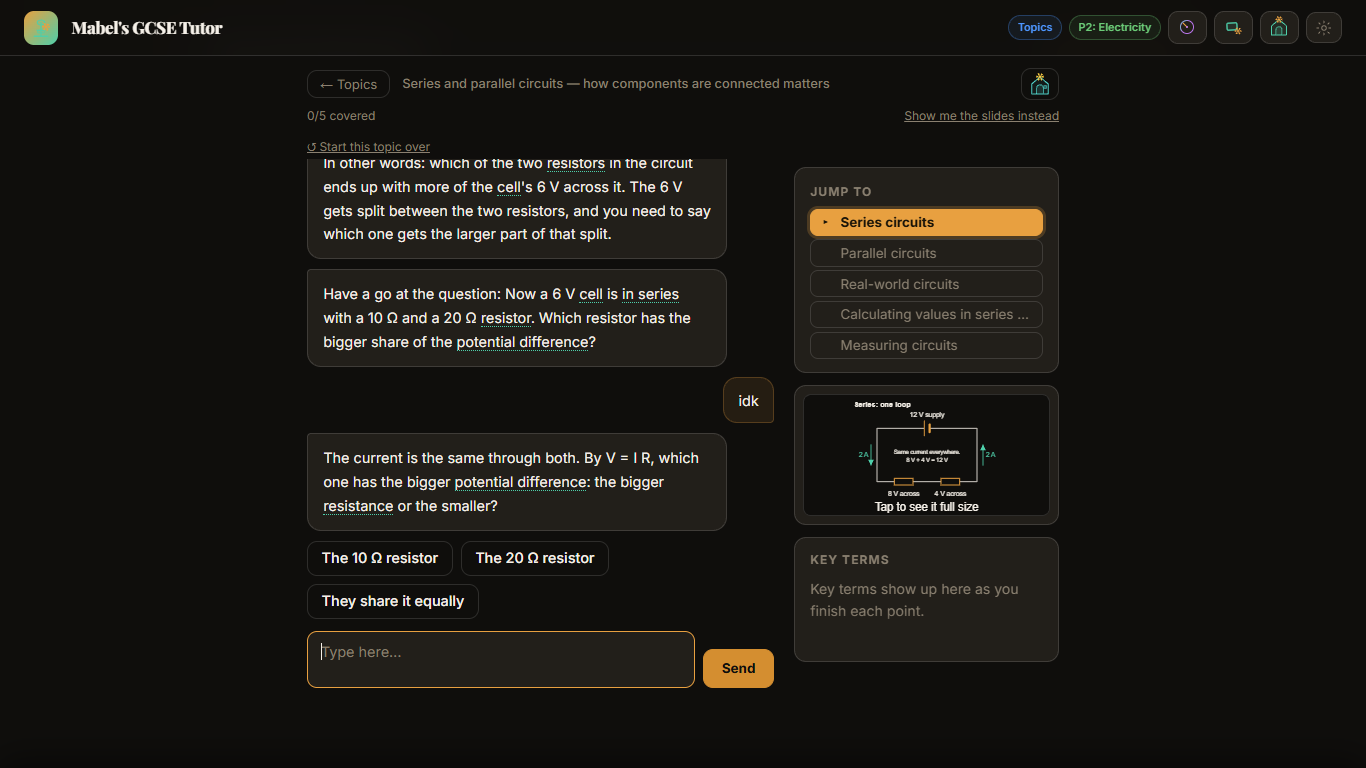 Mabel's GCSE Tutor
Topics
P2: Electricity
← Topics
Series and parallel circuits — how components are connected matters
0/5 covered
Show me the slides instead
↺ Start this topic over
In other words: which of the two resistors in the circuit
ends up with more of the cell's 6 V across it. The 6 V
gets split between the two resistors, and you need to say
which one gets the larger part of that split.
Have a go at the question: Now a 6 V cell is in series
with a 10 Ω and a 20 Ω resistor. Which resistor has the
bigger share of the potential difference?
idk
The current is the same through both. By V = I R, which
one has the bigger potential difference: the bigger
resistance or the smaller?
The 10 Ω resistor
The 20 Ω resistor
They share it equally
Type here...
Send
JUMP TO
▸ Series circuits
Parallel circuits
Real-world circuits
Calculating values in series ...
Measuring circuits
Series: one loop
12 V supply
2A
Same current everywhere.
8 V + 4 V = 12 V
2A
8 V across
4 V across
Tap to see it full size
KEY TERMS
Key terms show up here as you
finish each point.